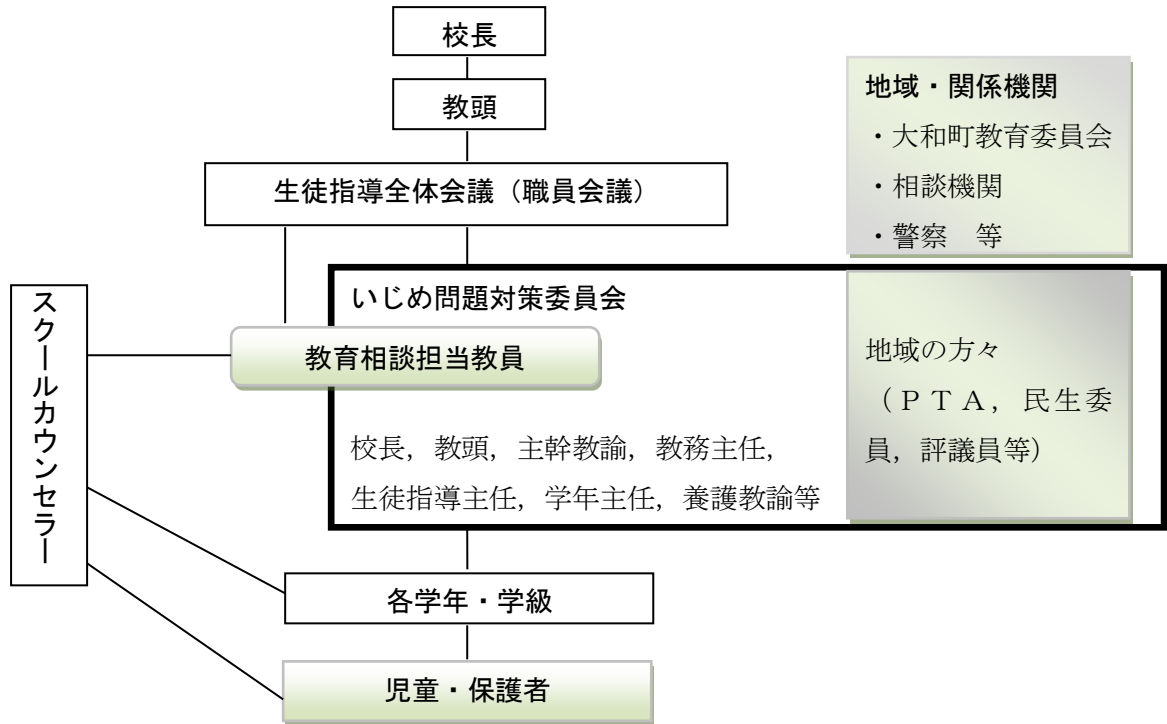 校長
教頭
生徒指導全体会議（職員会議）
地域・関係機関
・大和町教育委員会
・相談機関
・警察　等
スクールカウンセラー
いじめ問題対策委員会
教育相談担当教員
校長，教頭，主幹教諭，教務主任，
生徒指導主任，学年主任，養護教諭等
地域の方々
（ＰＴＡ，民生委
員，評議員等）
各学年・学級
児童・保護者